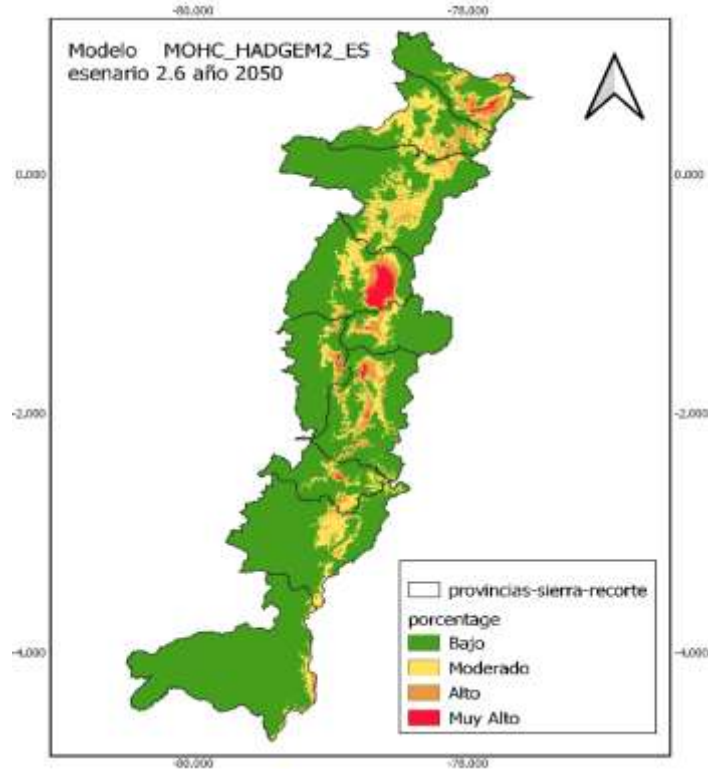 -80.000 -78.000
Modelo MOHC_HADGEM2_ES
esenario 2.6 año 2050
0.000 0.000
-2.000 -2.000
provincias-sierra-recorte
porcentage
Bajo
-4.000 -4.000
Moderado
Alto
Muy Alto
-80.000 -78.000